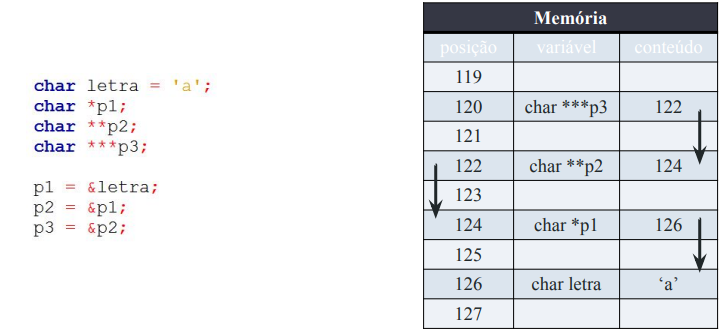 char letra = 'a';
char *p1;
char **p2;
char ***p3;
p1 = &letra;
p2 = &p1;
p3 = &p2;
Memória
posição variável conteúdo
119
120 char ***p3 122
121
122 char **p2 124
123
124 char *p1 126
125
126 char letra ‘a’
127